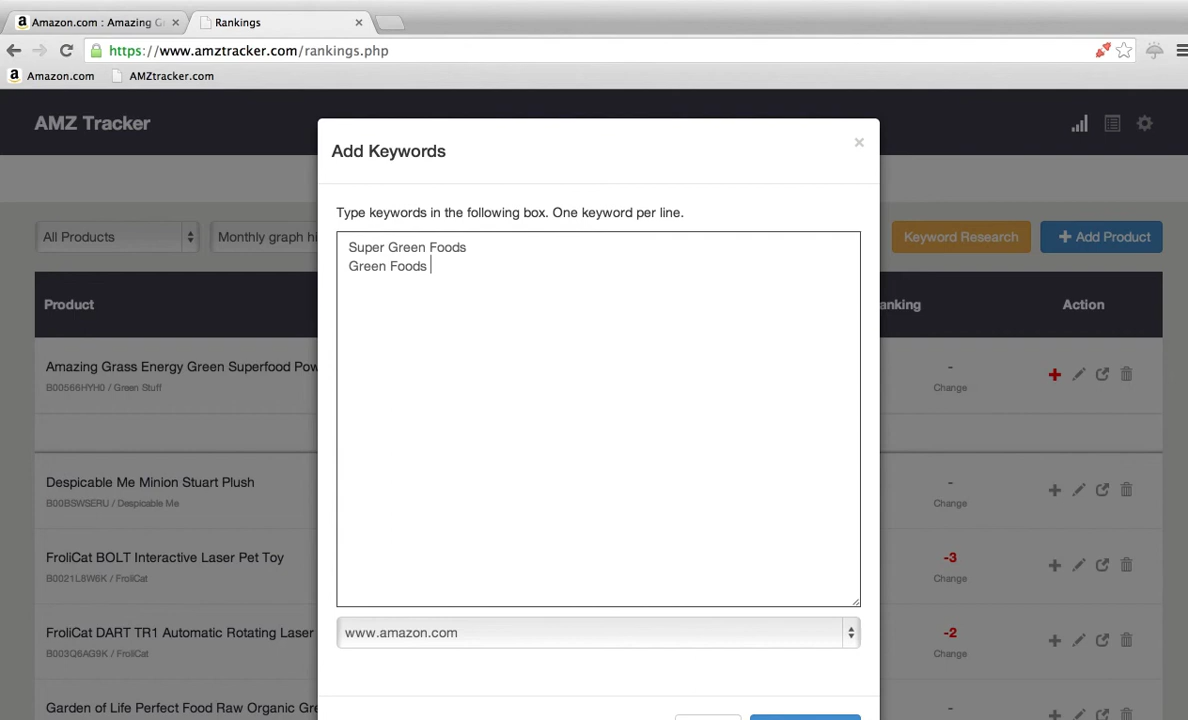 Amazon.com : Amazing G
Rankings
https://www.amztracker.com/rankings.php
Amazon.com
AMZtracker.com
AMZ Tracker
Add Keywords
Type keywords in the following box. One keyword per line.
All Products
Monthly graph hi
Keyword Research
Add Product
Super Green Foods
Green Foods
Product
anking
Action
Amazing Grass Energy Green Superfood Pow
-
B00566HYH0 / Green Stuff
Change
Despicable Me Minion Stuart Plush
-
B00BSWSERU / Despicable Me
Change
FroliCat BOLT Interactive Laser Pet Toy
-3
B0021L8W6K / FroliCat
Change
FroliCat DART TR1 Automatic Rotating Laser
-2
B003Q6AG9K / FroliCat
Change
www.amazon.com
Garden of Life Perfect Food Raw Organic Gre
-